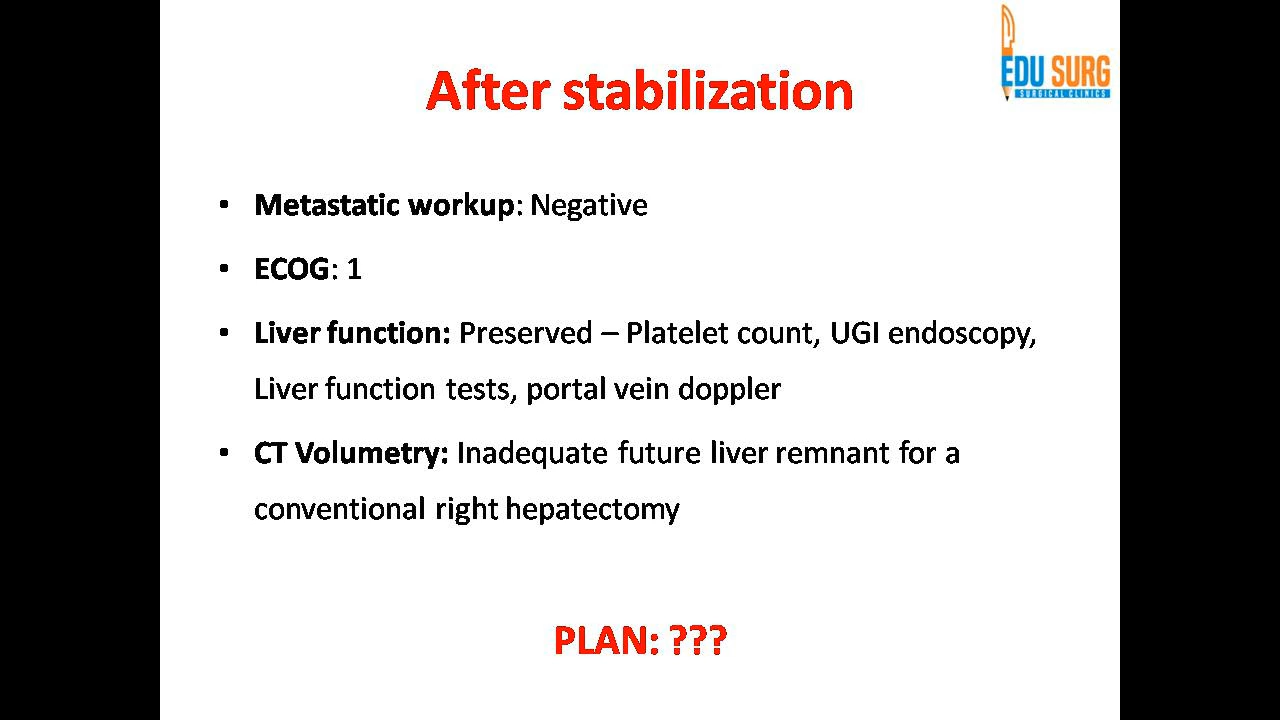 EDU SURG
SURGICAL CLINICS
After stabilization
• Metastatic workup: Negative
• ECOG: 1
• Liver function: Preserved – Platelet count, UGI endoscopy,
Liver function tests, portal vein doppler
• CT Volumetry: Inadequate future liver remnant for a
conventional right hepatectomy
PLAN: ???